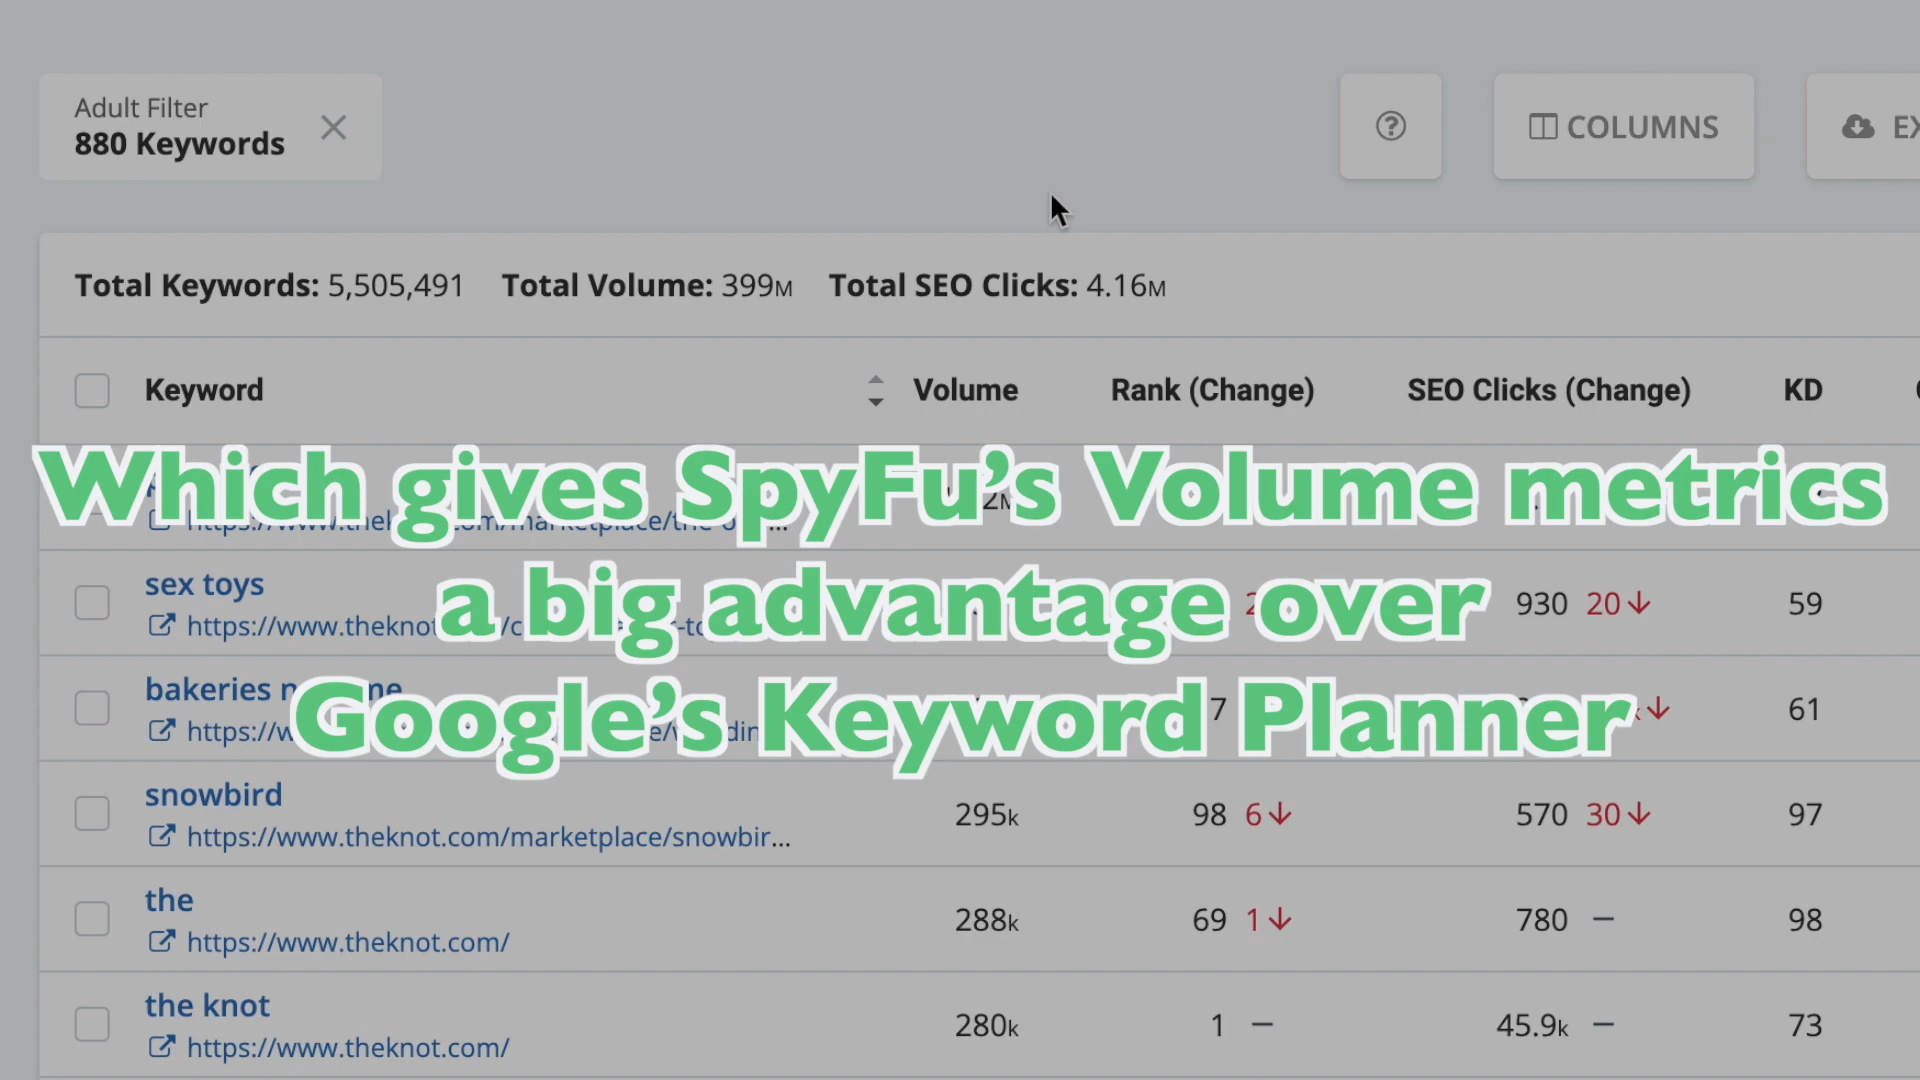 Adult Filter
880 Keywords
COLUMNS
Total Keywords: 5,505,491 Total Volume: 399M Total SEO Clicks: 4.16M
Keyword Volume Rank (Change) SEO Clicks (Change) KD
Which gives SpyFu's Volume metrics
a big advantage over
Google's Keyword Planner
sex toys
930 20 59
bakeries
7 61
snowbird
https://www.theknot.com/marketplace/snowbir...
295k 98 6 570 30 97
the
https://www.theknot.com/
288k 69 1 780 – 98
the knot
https://www.theknot.com/
280k 1 – 45.9k – 73